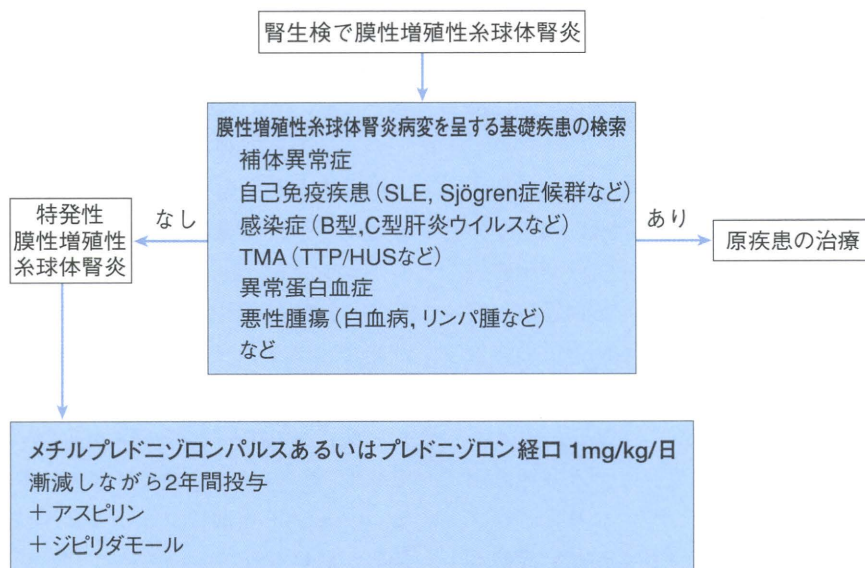 腎生検で膜性増殖性糸球体腎炎
膜性増殖性糸球体腎炎病変を呈する基礎疾患の検索
補体異常症
自己免疫疾患（SLE, Sjögren症候群など）
感染症（B型,C型肝炎ウイルスなど）
TMA（TTP/HUSなど）
異常蛋白血症
悪性腫瘍（白血病, リンパ腫など）
など
なし
あり
特発性
膜性増殖性
糸球体腎炎
原疾患の治療
メチルプレドニゾロンパルスあるいはプレドニゾロン経口 1mg/kg/日
漸減しながら2年間投与
＋アスピリン
＋ジピリダモール